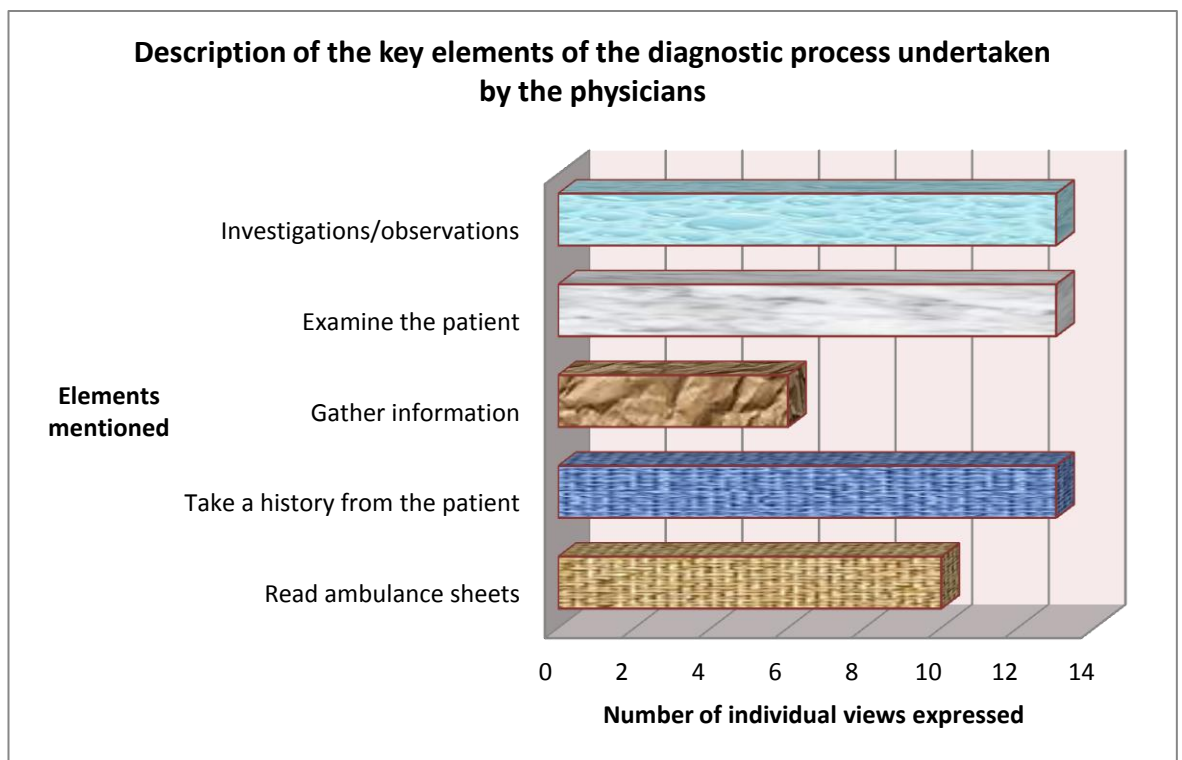 Description of the key elements of the diagnostic process undertaken
by the physicians
Investigations/observations
Examine the patient
Gather information
Elements
mentioned
Take a history from the patient
Read ambulance sheets
0 2 4 6 8 10 12 14
Number of individual views expressed